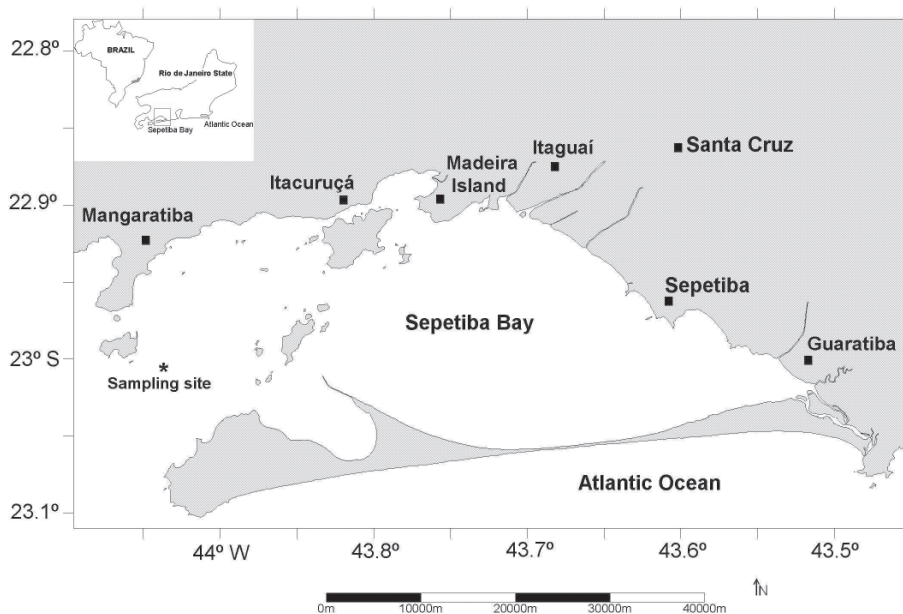 22.8º
BRAZIL
Rio de Janeiro State
Sepetiba Bay
Atlantic Ocean
Itaguaí
Santa Cruz
Madeira
Island
Itacuruçá
22.9º
Mangaratiba
Sepetiba
Sepetiba Bay
Guaratiba
23º S
*
Sampling site
Atlantic Ocean
23.1º
44º W
43.8º
43.7º
43.6º
43.5º
N
0m
10000m
20000m
30000m
40000m